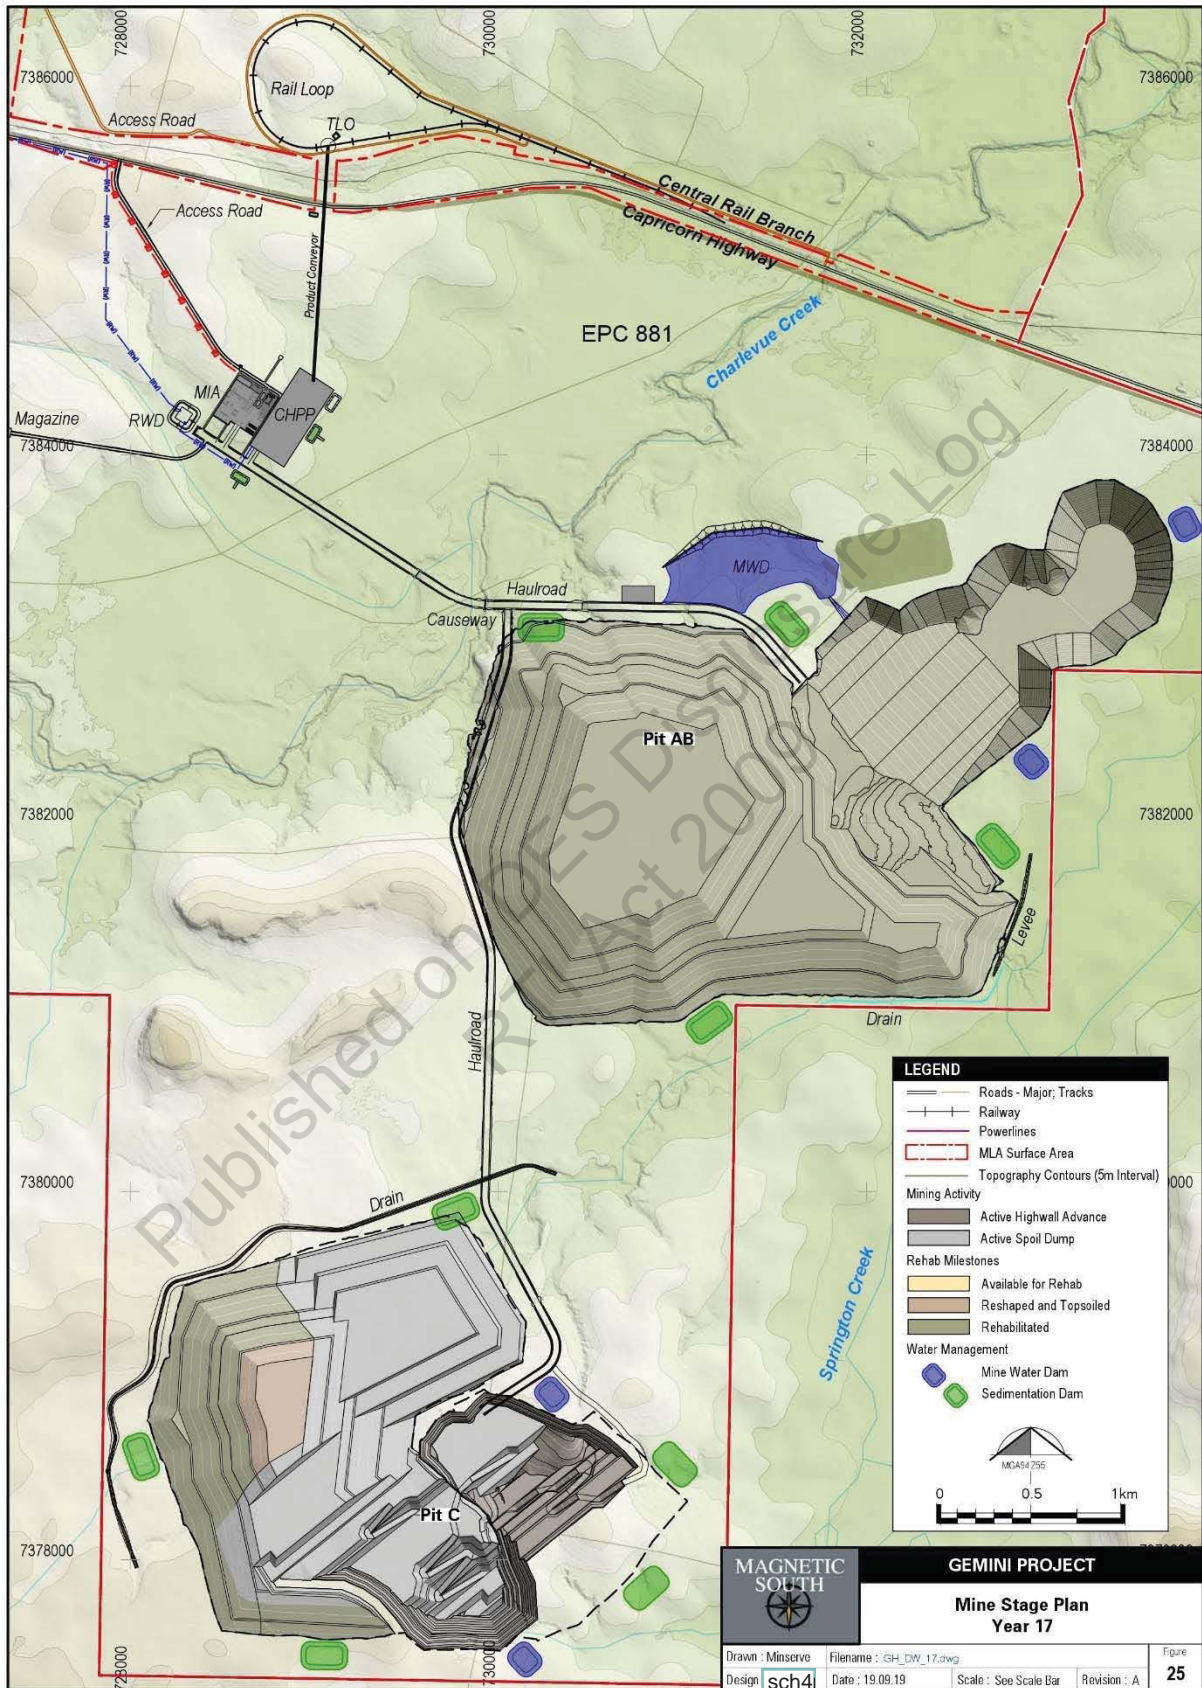 728000
730000
732000
7386000
7386000
Rail Loop
TLO
Access Road
Access Road
Central Rail Branch
Capricorn Highway
Product Conveyor
EPC 881
Charlevue Creek
MIA
CHPP
RWD
Magazine
7384000
7384000
MWD
Haulroad
Causeway
Pit AB
7382000
7382000
Levee
Drain
Haulroad
Published on DES Disclosure Log
RTI Act 2009
7380000
Drain
Springton Creek
Pit C
7378000
728000
730000
LEGEND
Roads - Major; Tracks
Railway
Powerlines
MLA Surface Area
Topography Contours (5m Interval)
Mining Activity
Active Highwall Advance
Active Spoil Dump
Rehab Milestones
Available for Rehab
Reshaped and Topsoiled
Rehabilitated
Water Management
Mine Water Dam
Sedimentation Dam
MGA94 Z55
0 0.5 1km
MAGNETIC
SOUTH
GEMINI PROJECT
Mine Stage Plan
Year 17
Drawn : Minserve
Filename : GH_DW_17.dwg
Figure
25
Design
sch4
Date : 19.09.19
Scale : See Scale Bar
Revision : A